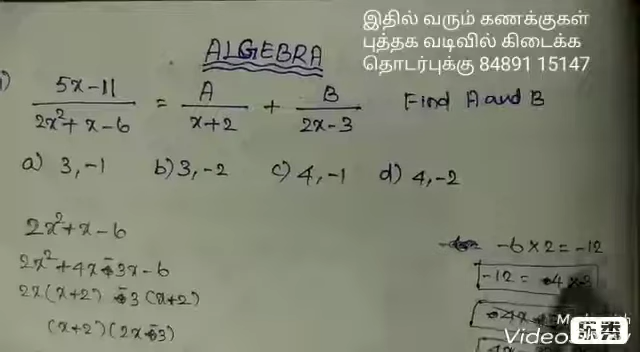 இதில் வரும் கணக்குகள்
புத்தக வடிவில் கிடைக்க
தொடர்புக்கு 84891 15147
ALGEBRA
5x-11 / 2x²+x-6 = A / x+2 + B / 2x-3 Find A and B
a) 3,-1 b) 3,-2 c) 4,-1 d) 4,-2
2x²+x-6
-6×2=-12
2x²+4x-3x-6
-12 =
2x(x+2)-3(x+2)
(x+2)(2x-3)